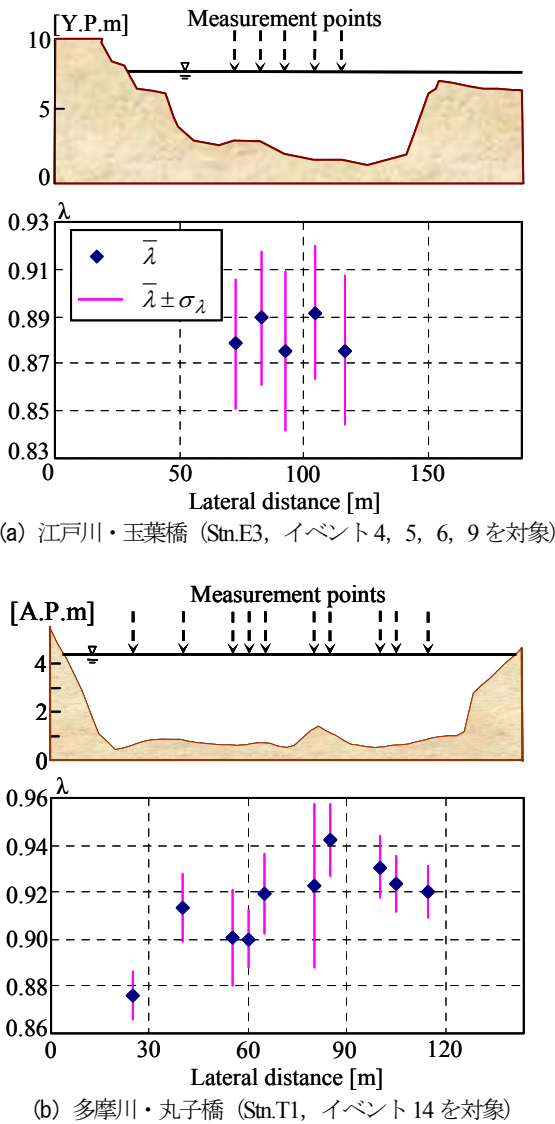 [Y.P.m]
Measurement points
10
5
0
λ
0.93
0.91
0.89
0.87
0.85
0.83
λ̅
λ̅ ± σλ
0
50
100
150
Lateral distance [m]
(a) 江戸川・玉葉橋（Stn.E3，イベント 4，5，6，9 を対象）
[A.P.m]
Measurement points
4
2
0
λ
0.96
0.94
0.92
0.90
0.88
0.86
0
30
60
90
120
Lateral distance [m]
(b) 多摩川・丸子橋（Stn.T1，イベント 14 を対象）